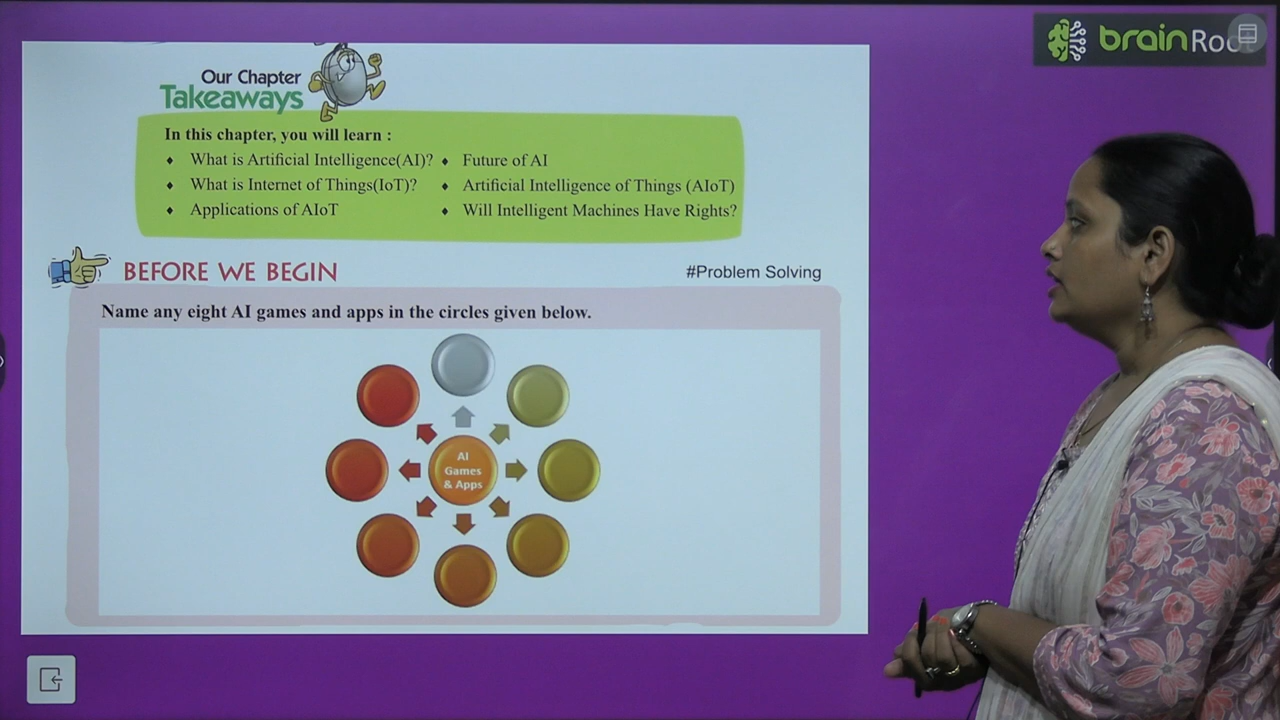 brain Root
Our Chapter
Takeaways
In this chapter, you will learn :
♦ What is Artificial Intelligence(AI)? ♦ Future of AI
♦ What is Internet of Things(IoT)? ♦ Artificial Intelligence of Things (AIoT)
♦ Applications of AIoT ♦ Will Intelligent Machines Have Rights?
BEFORE WE BEGIN #Problem Solving
Name any eight AI games and apps in the circles given below.
AI
Games
& Apps